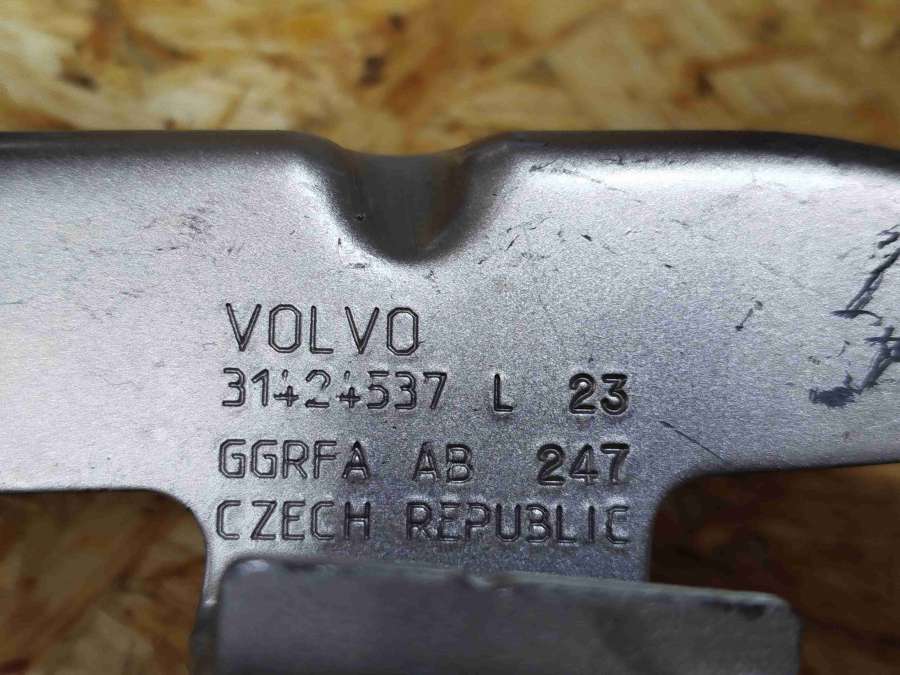 VOLVO
31424537 L 23
GGRFA AB 247
CZECH REPUBLIC